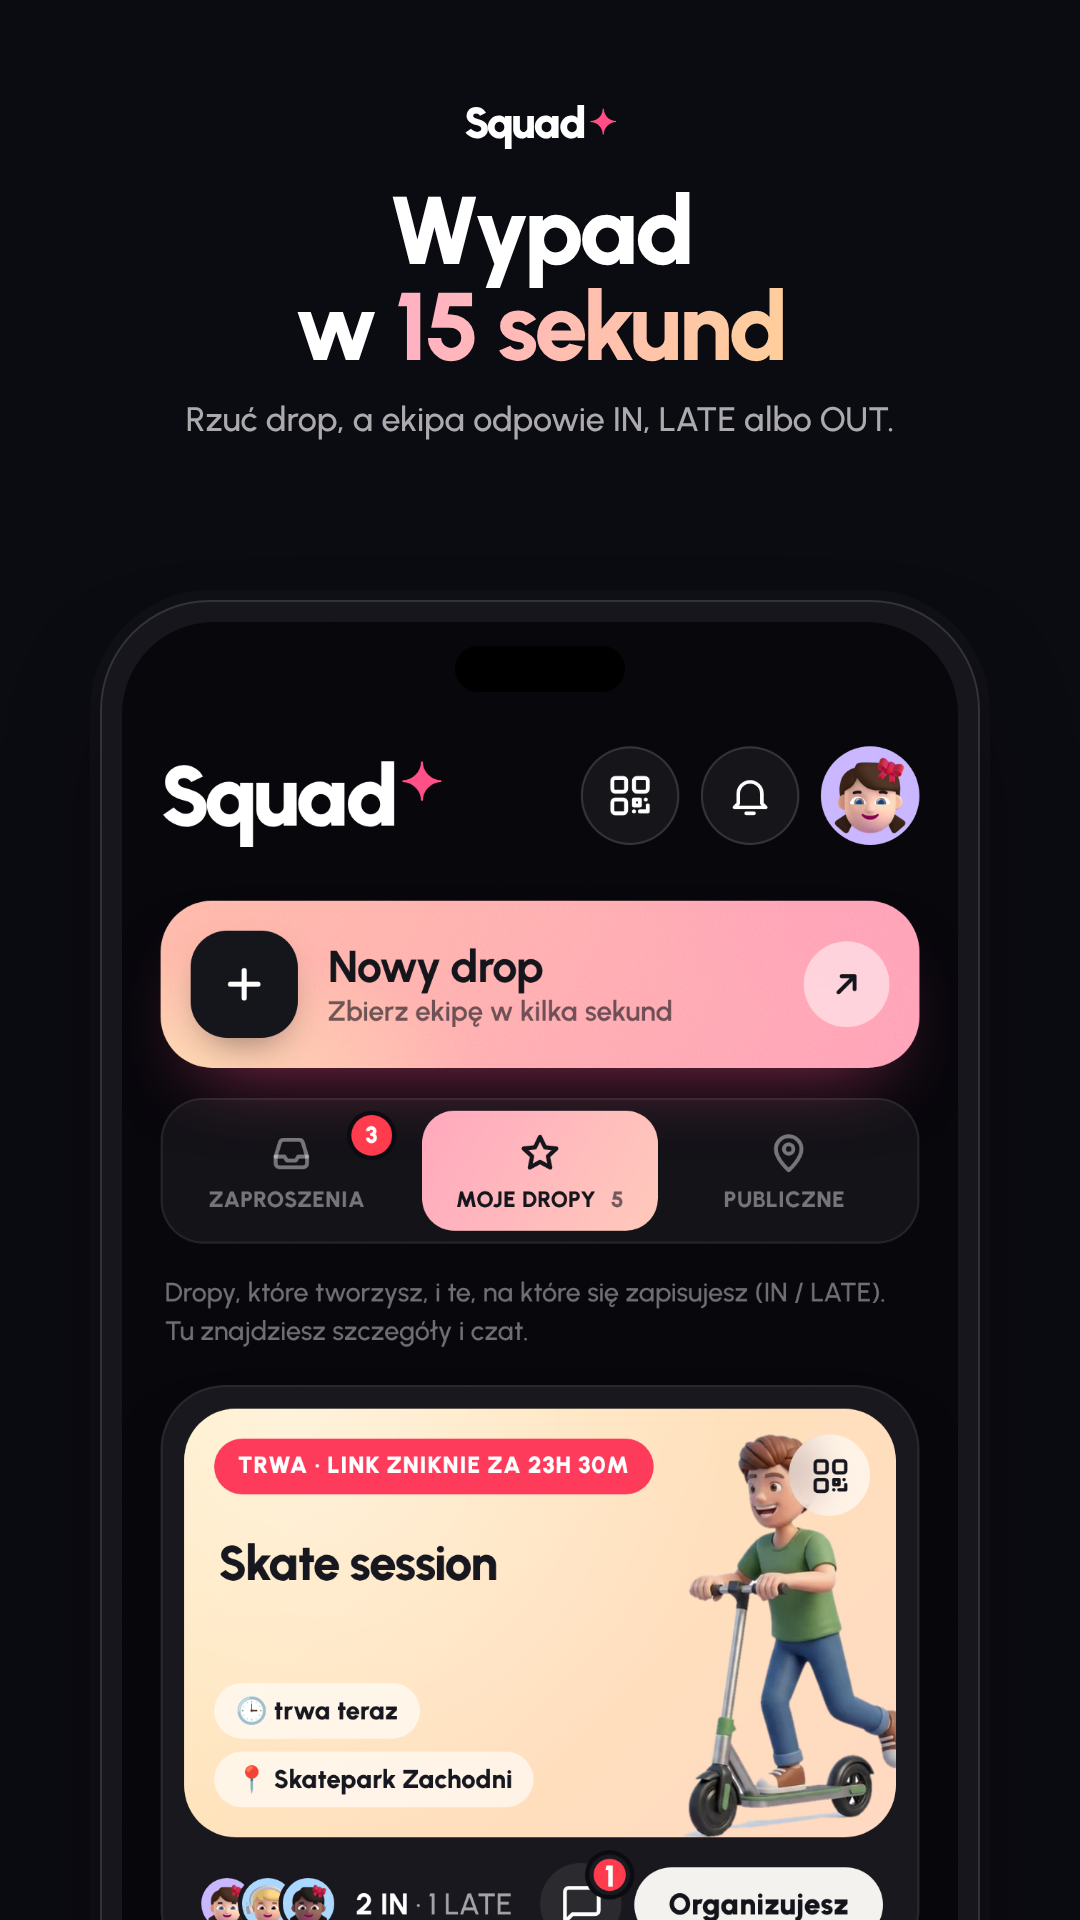 Squad
Wypad
w 15 sekund
Rzuć drop, a ekipa odpowie IN, LATE albo OUT.
Squad
Nowy drop
Zbierz ekipę w kilka sekund
3
ZAPROSZENIA
MOJE DROPY 5
PUBLICZNE
Dropy, które tworzysz, i te, na które się zapisujesz (IN / LATE).
Tu znajdziesz szczegóły i czat.
TRWA · LINK ZNIKNIE ZA 23H 30M
Skate session
trwa teraz
Skatepark Zachodni
2 IN · 1 LATE
1
Organizujesz